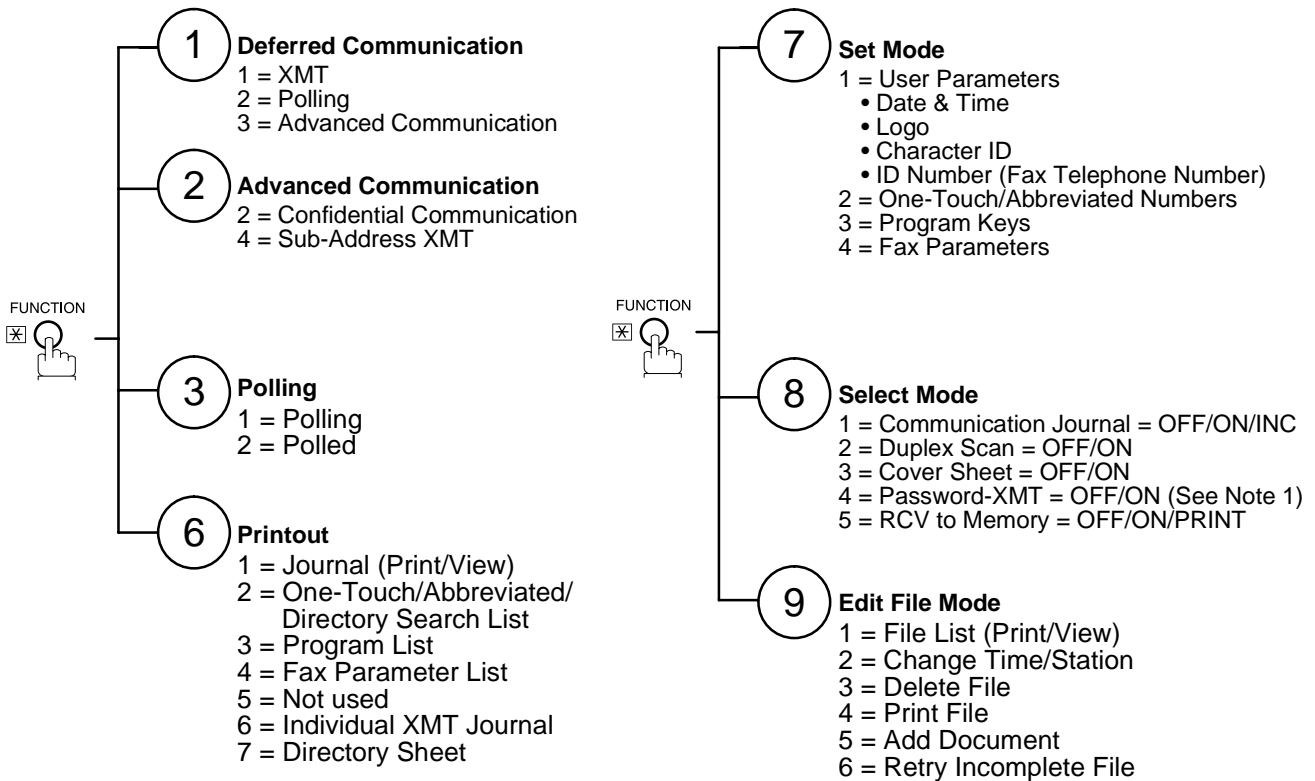 1
Deferred Communication
1 = XMT
2 = Polling
3 = Advanced Communication
2
Advanced Communication
2 = Confidential Communication
4 = Sub-Address XMT
FUNCTION
3
Polling
1 = Polling
2 = Polled
6
Printout
1 = Journal (Print/View)
2 = One-Touch/Abbreviated/
Directory Search List
3 = Program List
4 = Fax Parameter List
5 = Not used
6 = Individual XMT Journal
7 = Directory Sheet
7
Set Mode
1 = User Parameters
• Date & Time
• Logo
• Character ID
• ID Number (Fax Telephone Number)
2 = One-Touch/Abbreviated Numbers
3 = Program Keys
4 = Fax Parameters
FUNCTION
8
Select Mode
1 = Communication Journal = OFF/ON/INC
2 = Duplex Scan = OFF/ON
3 = Cover Sheet = OFF/ON
4 = Password-XMT = OFF/ON (See Note 1)
5 = RCV to Memory = OFF/ON/PRINT
9
Edit File Mode
1 = File List (Print/View)
2 = Change Time/Station
3 = Delete File
4 = Print File
5 = Add Document
6 = Retry Incomplete File